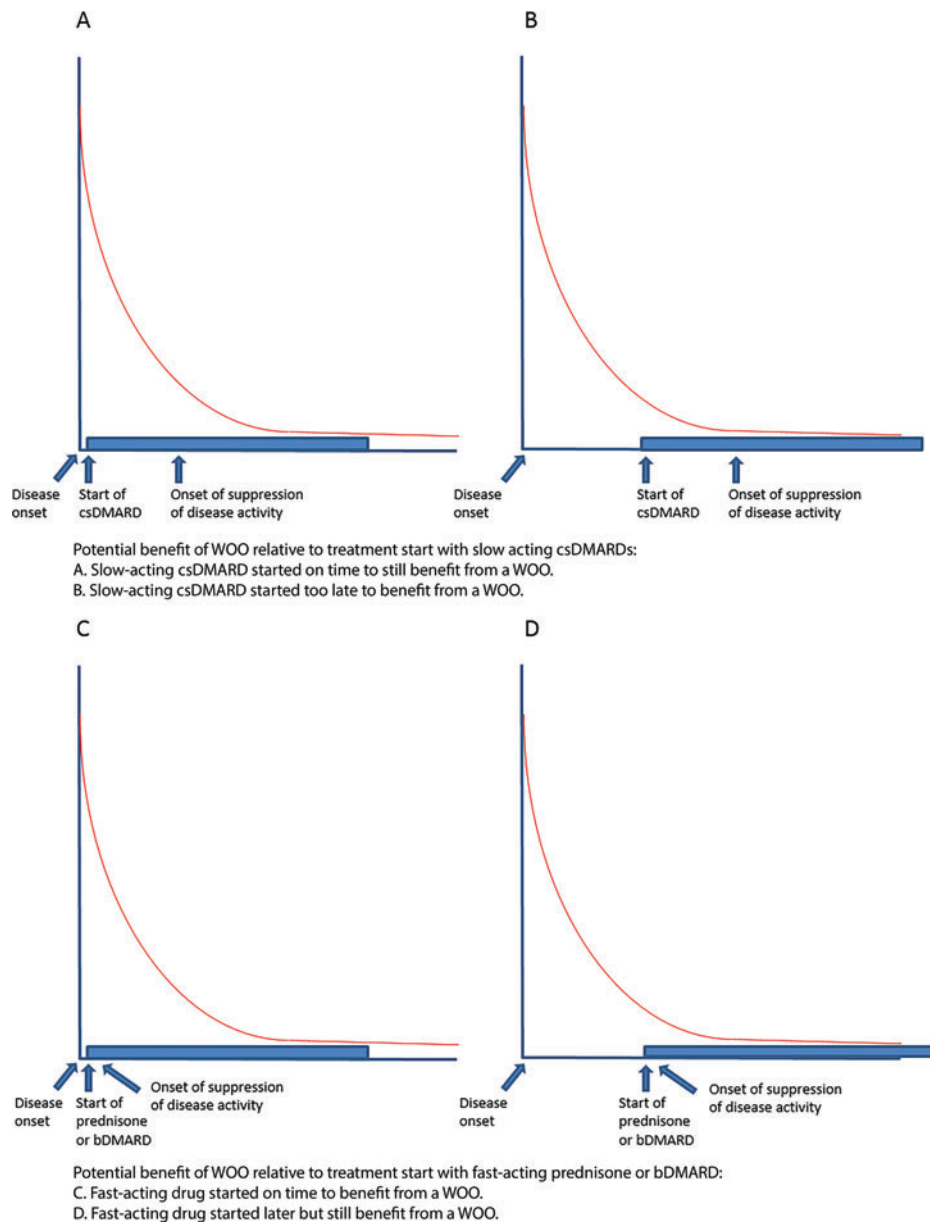 A
B
Disease onset
Start of csDMARD
Onset of suppression of disease activity
Disease onset
Start of csDMARD
Onset of suppression of disease activity
Potential benefit of WOO relative to treatment start with slow acting csDMARDs:
A. Slow-acting csDMARD started on time to still benefit from a WOO.
B. Slow-acting csDMARD started too late to benefit from a WOO.
C
D
Disease onset
Start of prednisone or bDMARD
Onset of suppression of disease activity
Disease onset
Start of prednisone or bDMARD
Onset of suppression of disease activity
Potential benefit of WOO relative to treatment start with fast-acting prednisone or bDMARD:
C. Fast-acting drug started on time to benefit from a WOO.
D. Fast-acting drug started later but still benefit from a WOO.